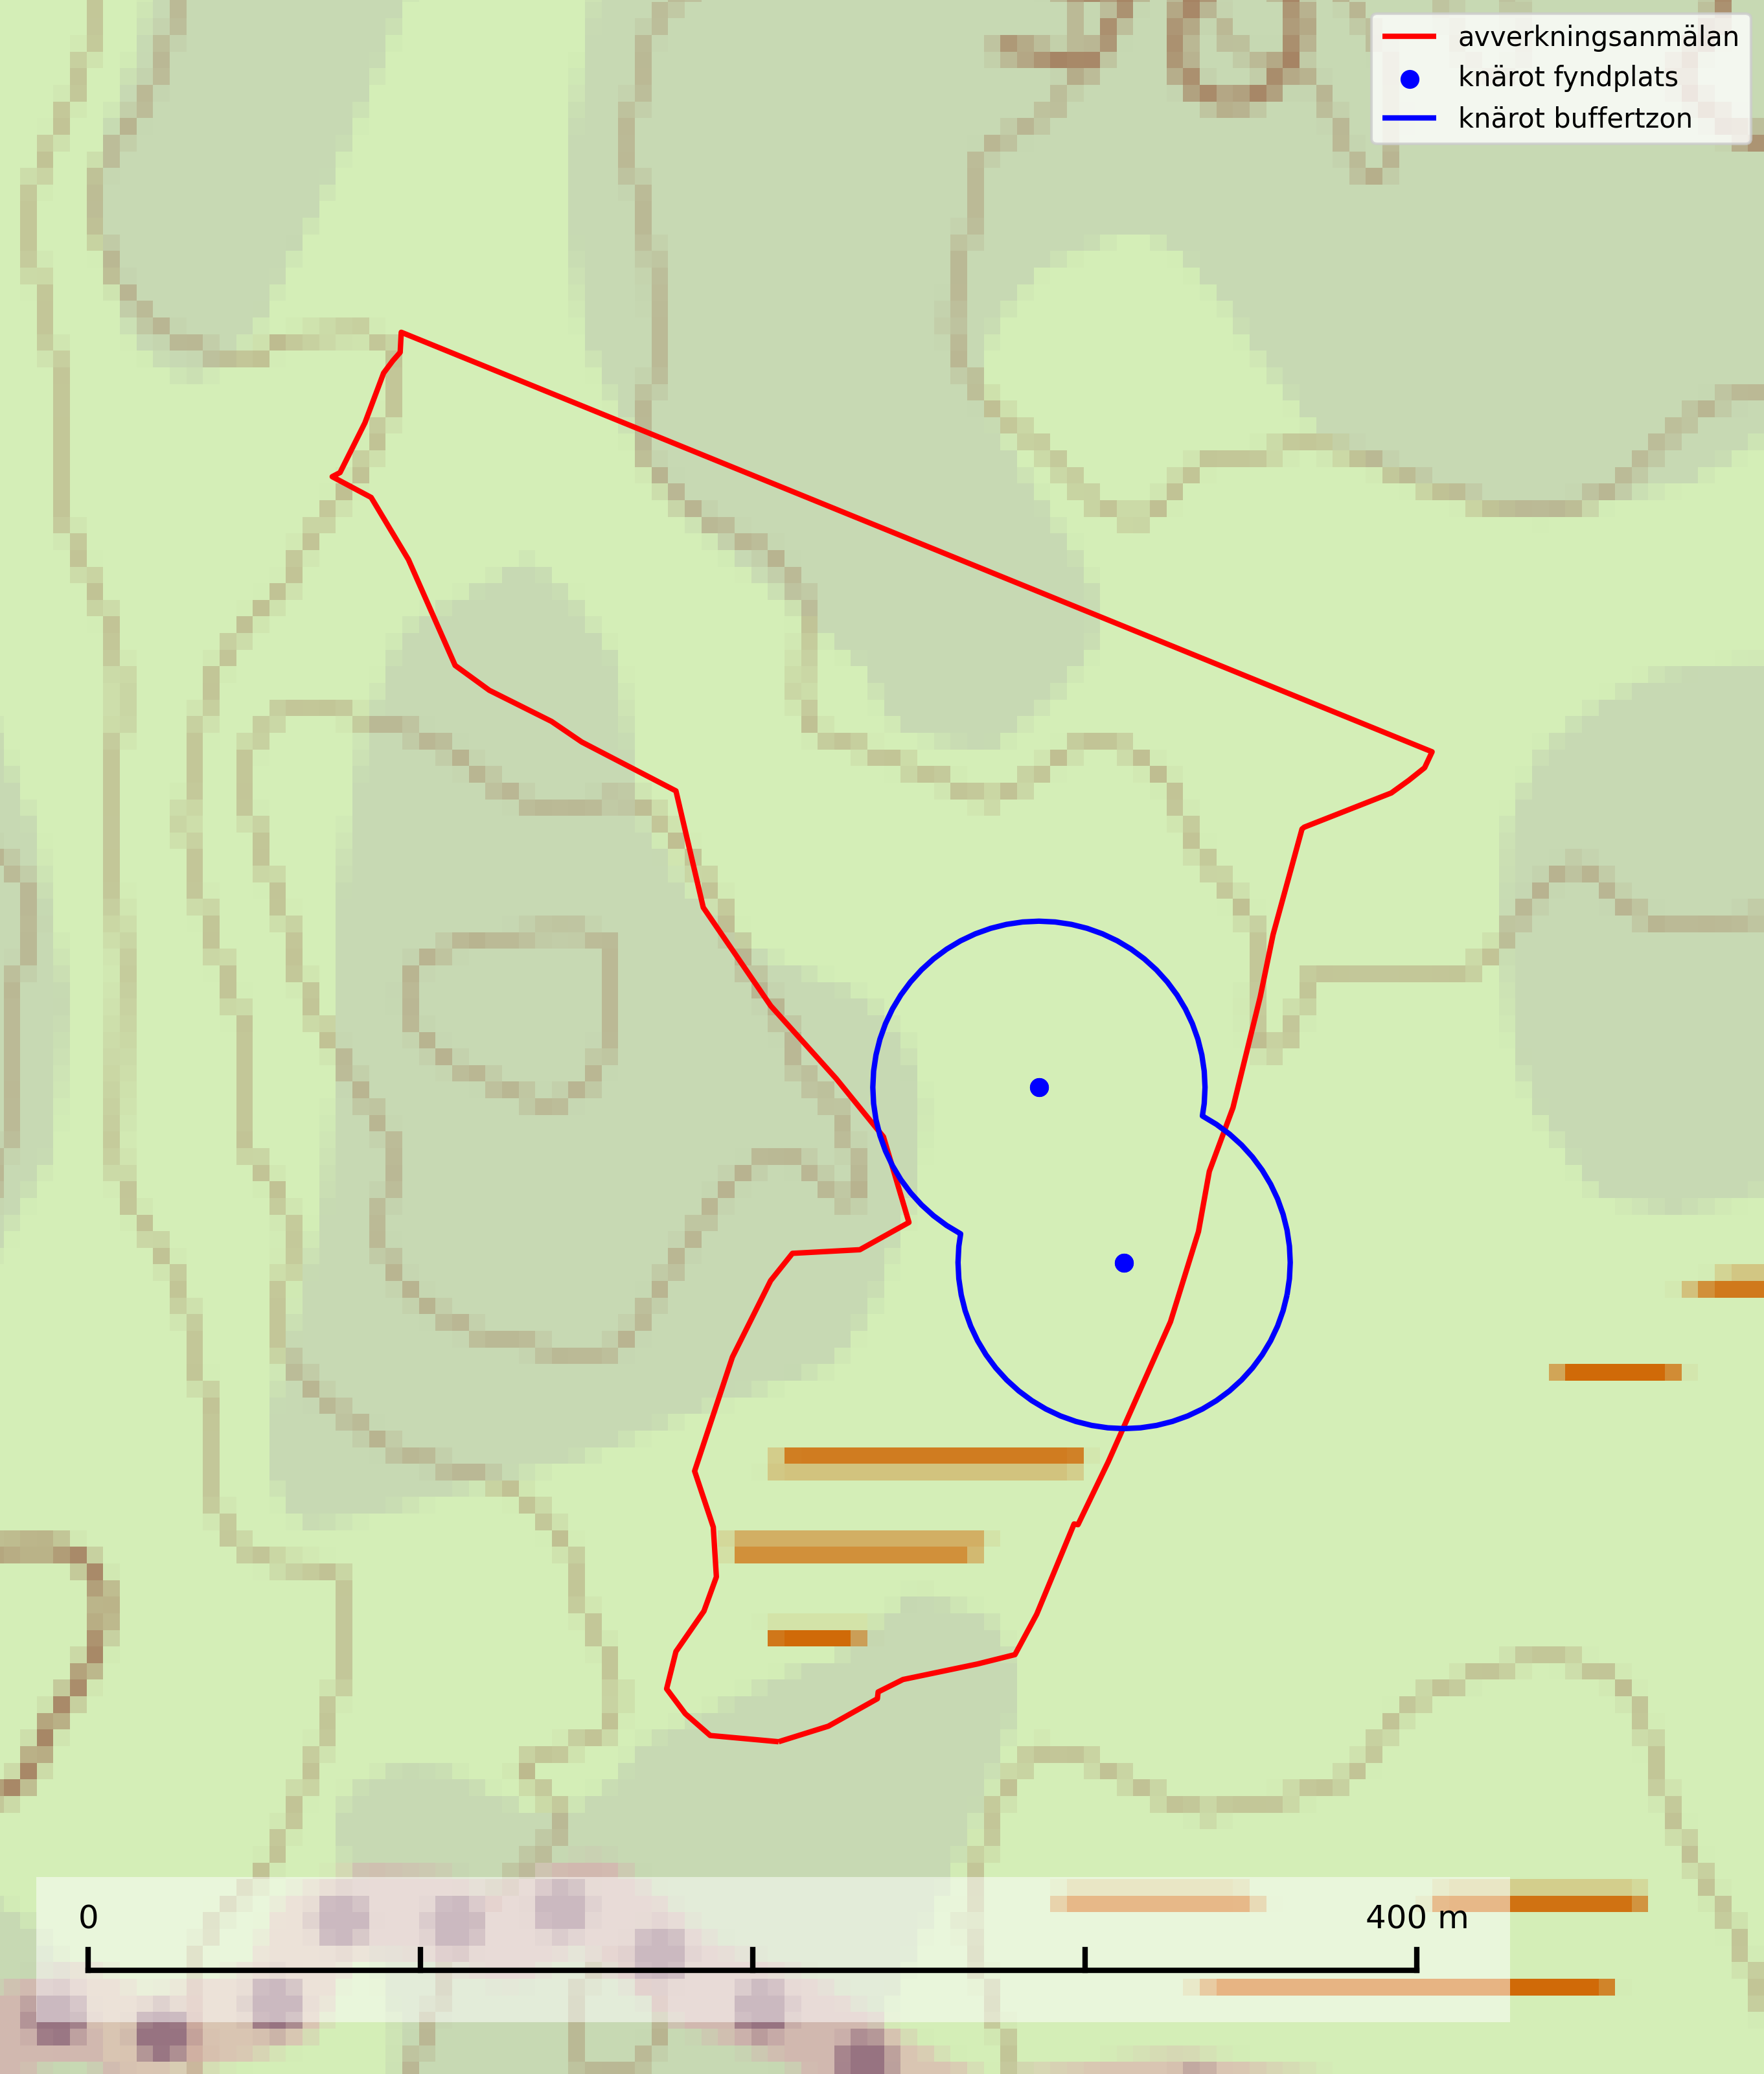 avverkningsanmälan
knärot fyndplats
knärot buffertzon
0 400 m